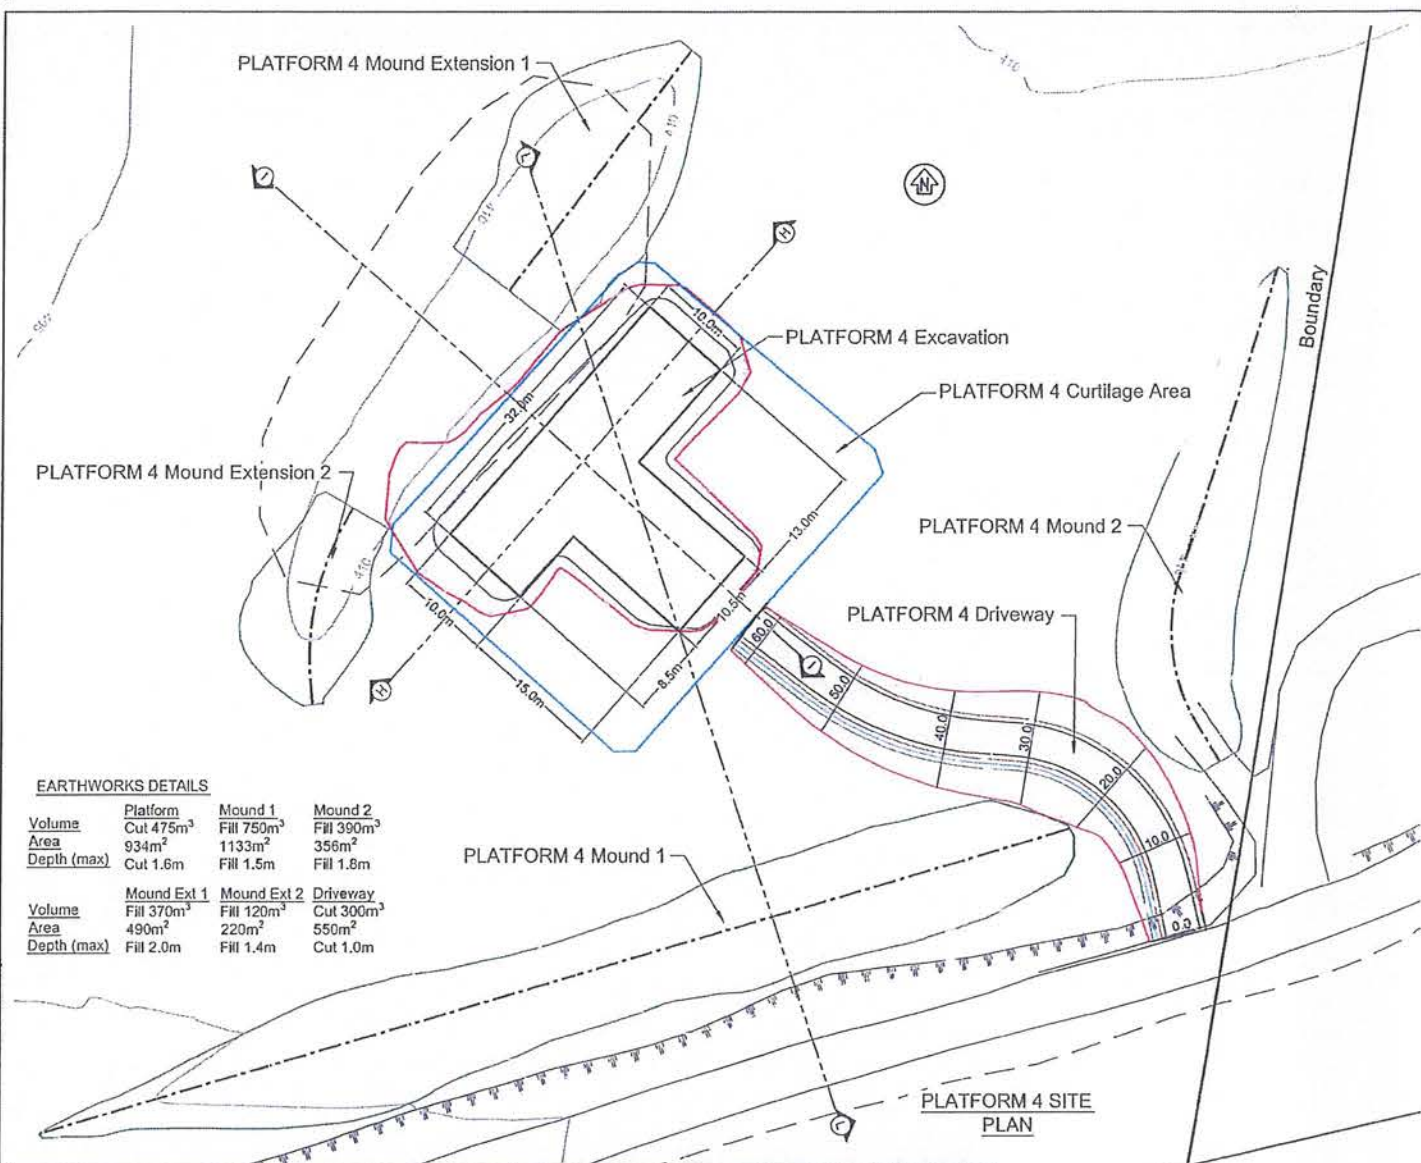 PLATFORM 4 Mound Extension 1
410
410
410
J
L
N
H
Boundary
10.0m
PLATFORM 4 Excavation
PLATFORM 4 Curtilage Area
32.0m
PLATFORM 4 Mound Extension 2
13.0m
PLATFORM 4 Mound 2
410
10.5m
10.0m
PLATFORM 4 Driveway
60.0
H
15.0m
8.5m
J
50.0
40.0
30.0
20.0
10.0
0.0
EARTHWORKS DETAILS
Platform Mound 1 Mound 2
Volume Cut 475m³ Fill 750m³ Fill 390m³
Area 934m² 1133m² 356m²
Depth (max) Cut 1.6m Fill 1.5m Fill 1.8m
Mound Ext 1 Mound Ext 2 Driveway
Volume Fill 370m³ Fill 120m³ Cut 300m³
Area 490m² 220m² 550m²
Depth (max) Fill 2.0m Fill 1.4m Cut 1.0m
PLATFORM 4 Mound 1
L
PLATFORM 4 SITE
PLAN